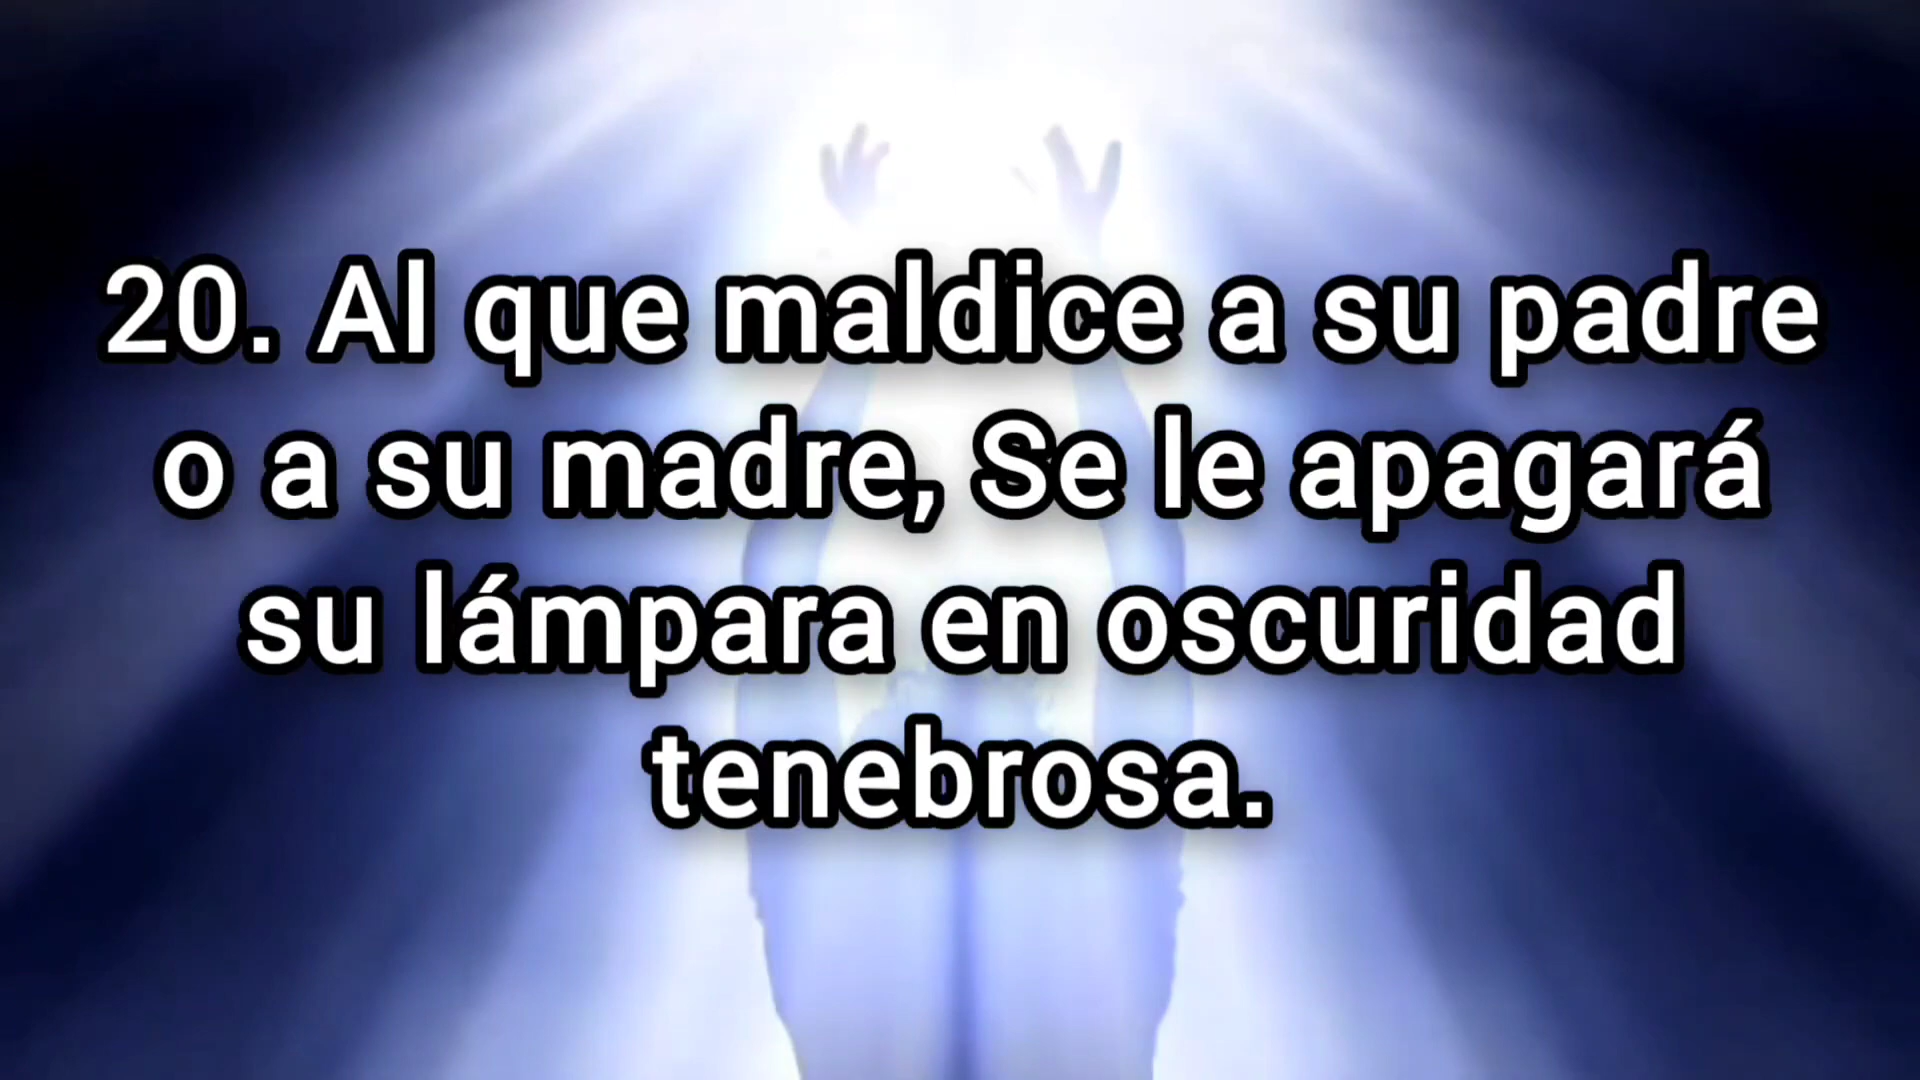 20. Al que maldice a su padre
o a su madre, Se le apagará
su lámpara en oscuridad
tenebrosa.